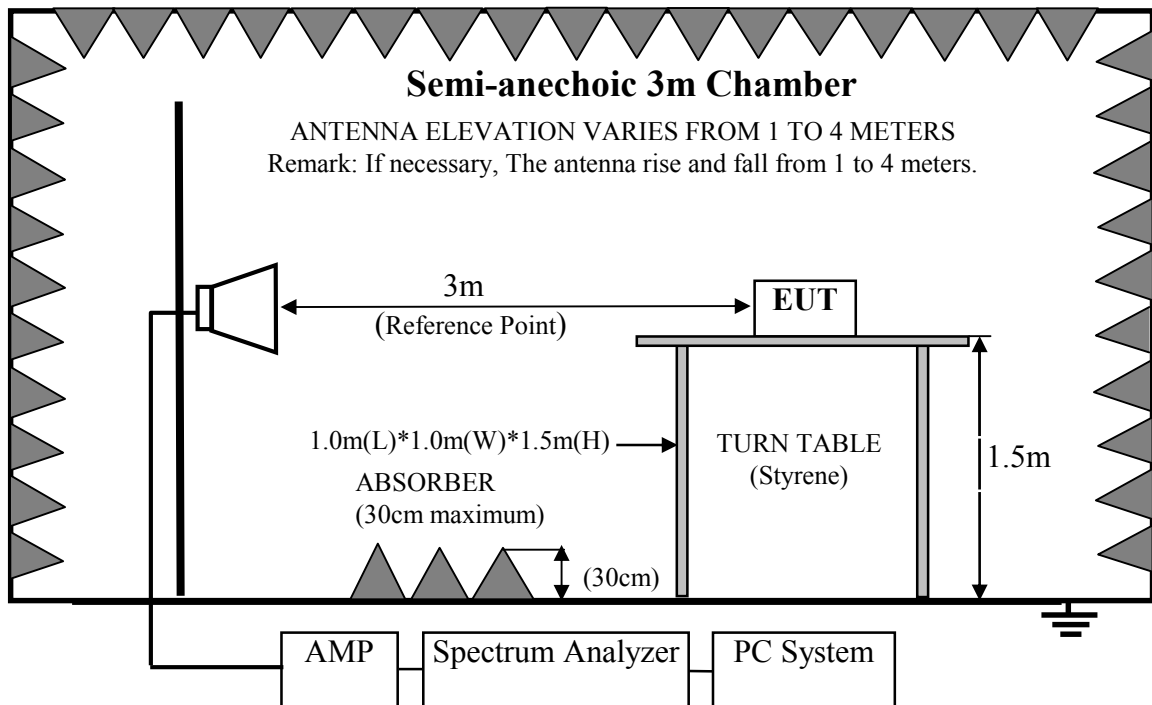 Semi-anechoic 3m Chamber
ANTENNA ELEVATION VARIES FROM 1 TO 4 METERS
Remark: If necessary, The antenna rise and fall from 1 to 4 meters.
3m
(Reference Point)
EUT
1.0m(L)*1.0m(W)*1.5m(H)
TURN TABLE
(Styrene)
1.5m
ABSORBER
(30cm maximum)
(30cm)
AMP
Spectrum Analyzer
PC System